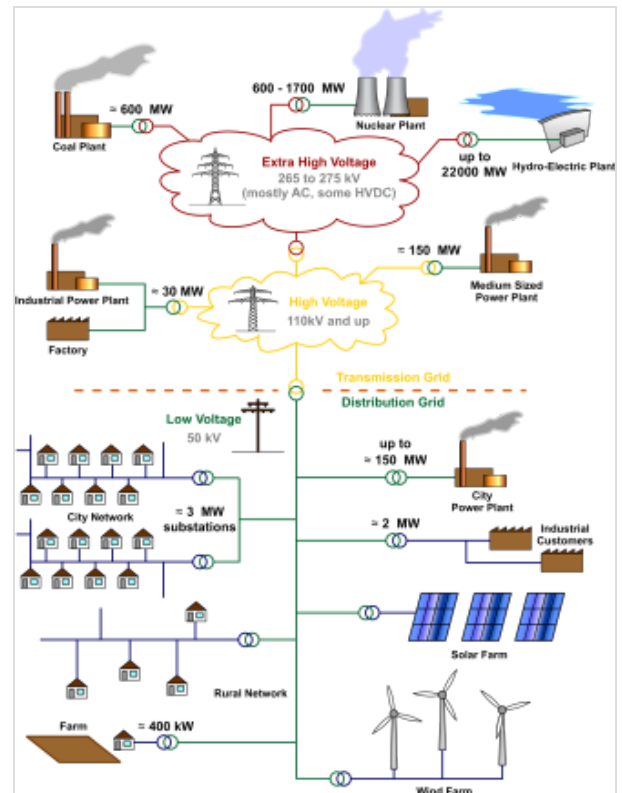 600 - 1700 MW
≈ 600 MW
Nuclear Plant
Coal Plant
Extra High Voltage
265 to 275 kV
(mostly AC, some HVDC)
up to
22000 MW
Hydro-Electric Plant
≈ 150 MW
Medium Sized
Power Plant
≈ 30 MW
Industrial Power Plant
High Voltage
110kV and up
Factory
Transmission Grid
Distribution Grid
Low Voltage
50 kV
up to
≈ 150 MW
City
Power Plant
City Network
≈ 3 MW
substations
≈ 2 MW
Industrial
Customers
Solar Farm
Rural Network
Farm
≈ 400 kW
Wind Farm